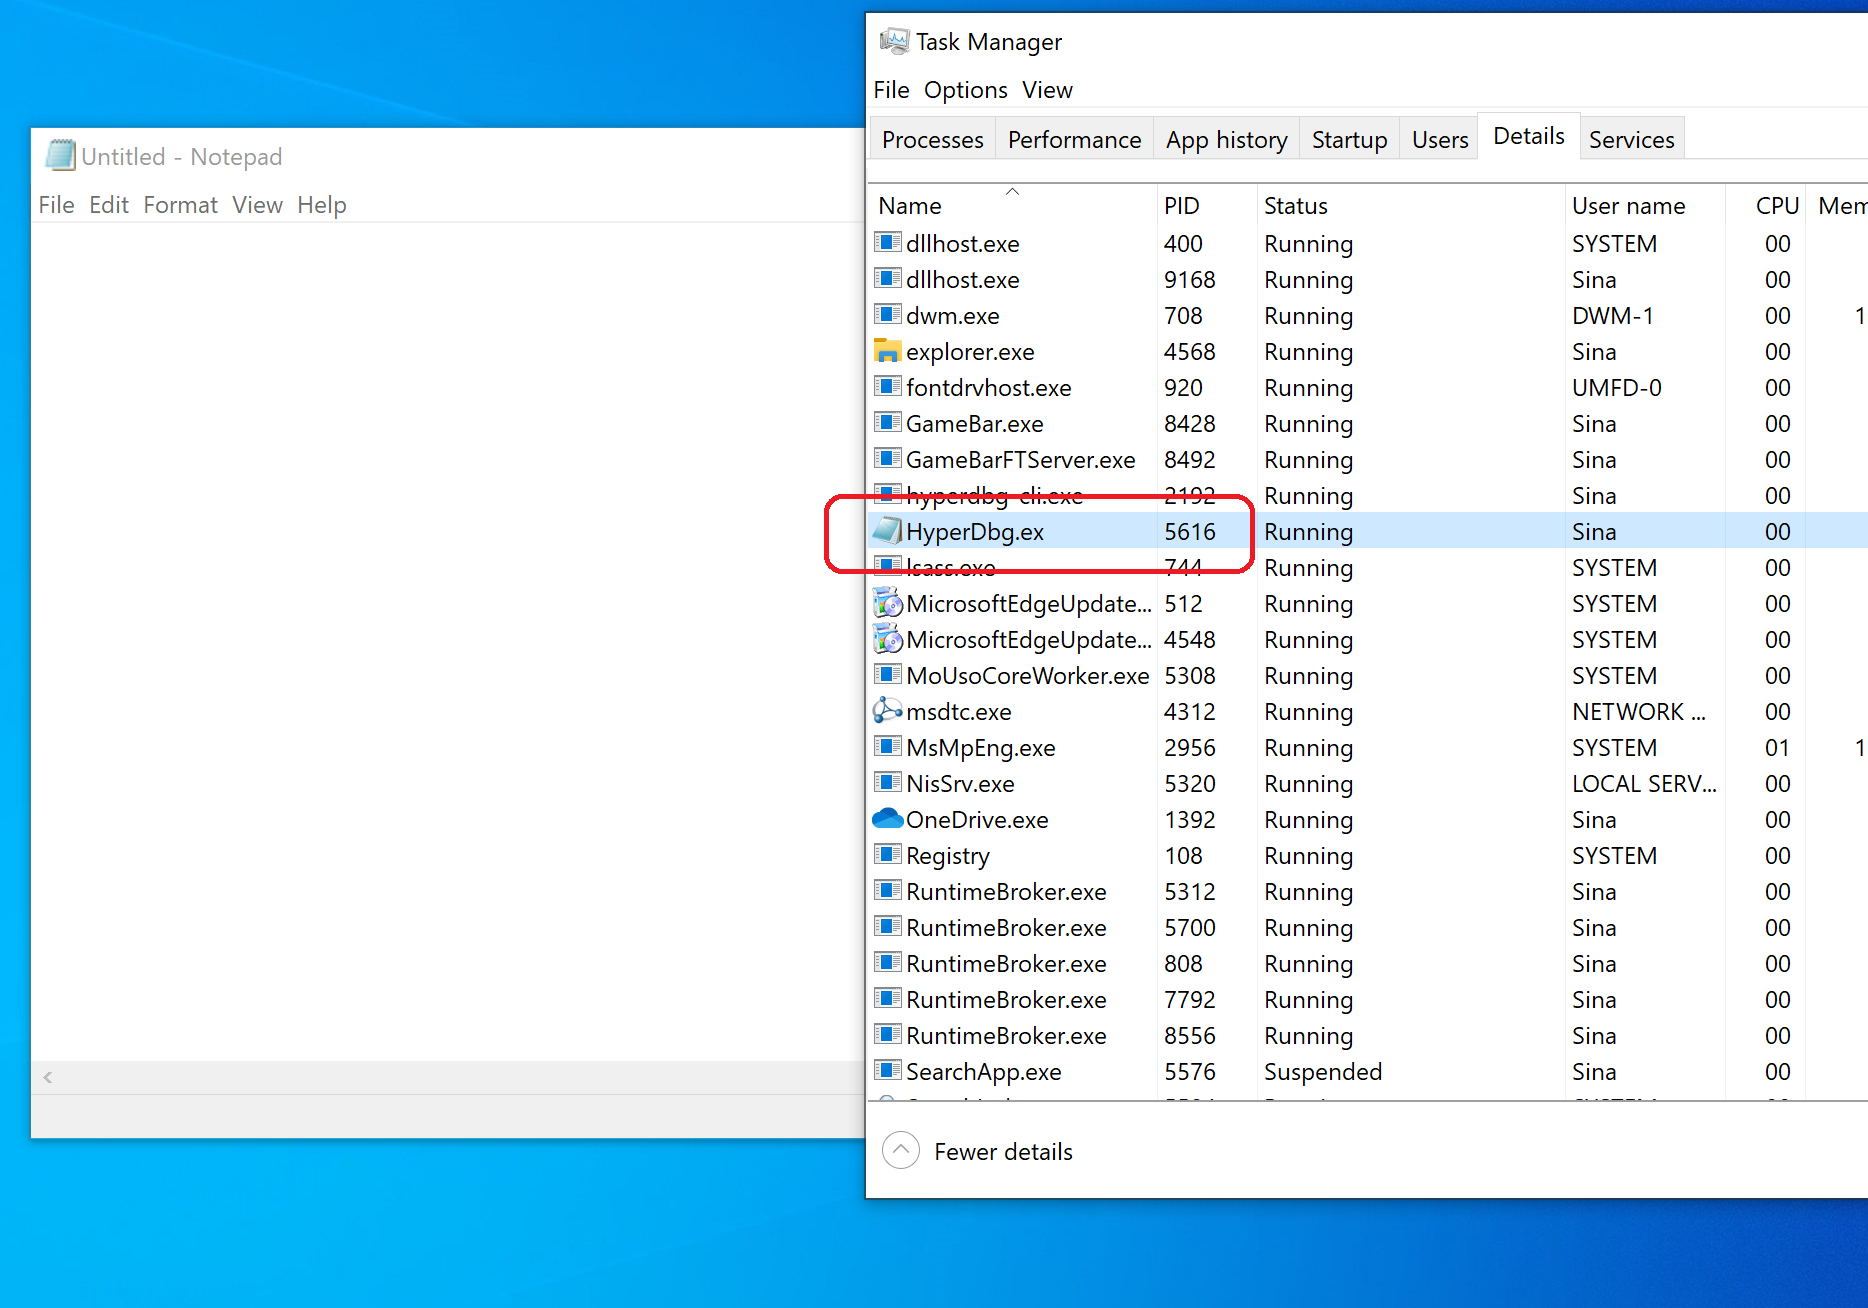 Untitled - Notepad
File Edit Format View Help
Task Manager
File Options View
Processes Performance App history Startup Users Details Services
Name PID Status User name CPU Mem
dllhost.exe 400 Running SYSTEM 00
dllhost.exe 9168 Running Sina 00
dwm.exe 708 Running DWM-1 00 1
explorer.exe 4568 Running Sina 00
fontdrvhost.exe 920 Running UMFD-0 00
GameBar.exe 8428 Running Sina 00
GameBarFTServer.exe 8492 Running Sina 00
hyperdbg-cli.exe 2192 Running Sina 00
HyperDbg.ex 5616 Running Sina 00
lsass.exe 744 Running SYSTEM 00
MicrosoftEdgeUpdate... 512 Running SYSTEM 00
MicrosoftEdgeUpdate... 4548 Running SYSTEM 00
MoUsoCoreWorker.exe 5308 Running SYSTEM 00
msdtc.exe 4312 Running NETWORK ... 00
MsMpEng.exe 2956 Running SYSTEM 01 1
NisSrv.exe 5320 Running LOCAL SERV... 00
OneDrive.exe 1392 Running Sina 00
Registry 108 Running SYSTEM 00
RuntimeBroker.exe 5312 Running Sina 00
RuntimeBroker.exe 5700 Running Sina 00
RuntimeBroker.exe 808 Running Sina 00
RuntimeBroker.exe 7792 Running Sina 00
RuntimeBroker.exe 8556 Running Sina 00
SearchApp.exe 5576 Suspended Sina 00
Fewer details